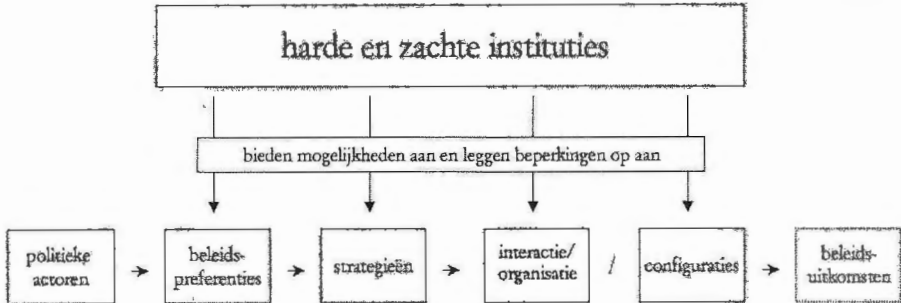 harde en zachte instituties
bieden mogelijkheden aan en leggen beperkingen op aan
politieke
actoren
beleids-
preferenties
strategieën
interactie/
organisatie
/
configuraties
beleids-
uitkomsten